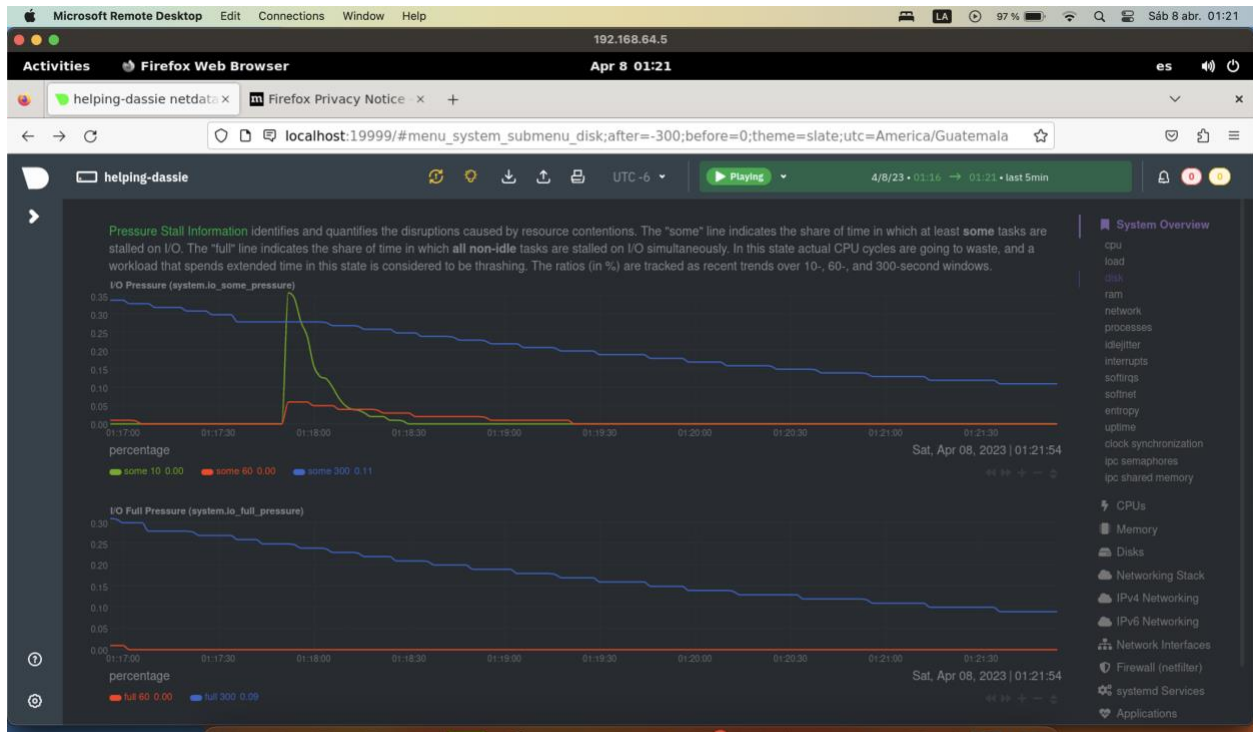 Microsoft Remote Desktop Edit Connections Window Help LA 97 % Sáb 8 abr. 01:21
192.168.64.5
Activities Firefox Web Browser Apr 8 01:21 es
helping-dassie netdata × Firefox Privacy Notice - × +
localhost:19999/#menu_system_submenu_disk;after=-300;before=0;theme=slate;utc=America/Guatemala
helping-dassie UTC -6 Playing 4/8/23 • 01:16 → 01:21 • last 5min 0 0
Pressure Stall Information identifies and quantifies the disruptions caused by resource contentions. The "some" line indicates the share of time in which at least some tasks are
stalled on I/O. The "full" line indicates the share of time in which all non-idle tasks are stalled on I/O simultaneously. In this state actual CPU cycles are going to waste, and a
workload that spends extended time in this state is considered to be thrashing. The ratios (in %) are tracked as recent trends over 10-, 60-, and 300-second windows.
I/O Pressure (system.io_some_pressure)
0.35
0.30
0.25
0.20
0.15
0.10
0.05
0.00
01:17:00 01:17:30 01:18:00 01:18:30 01:19:00 01:19:30 01:20:00 01:20:30 01:21:00 01:21:30
percentage Sat, Apr 08, 2023 | 01:21:54
some 10 0.00 some 60 0.00 some 300 0.11
I/O Full Pressure (system.io_full_pressure)
0.30
0.25
0.20
0.15
0.10
0.05
0.00
01:17:00 01:17:30 01:18:00 01:18:30 01:19:00 01:19:30 01:20:00 01:20:30 01:21:00 01:21:30
percentage Sat, Apr 08, 2023 | 01:21:54
full 60 0.00 full 300 0.09
System Overview
cpu
load
disk
ram
network
processes
idlejitter
interrupts
softirqs
softnet
entropy
uptime
clock synchronization
ipc semaphores
ipc shared memory
CPUs
Memory
Disks
Networking Stack
IPv4 Networking
IPv6 Networking
Network Interfaces
Firewall (netfilter)
systemd Services
Applications